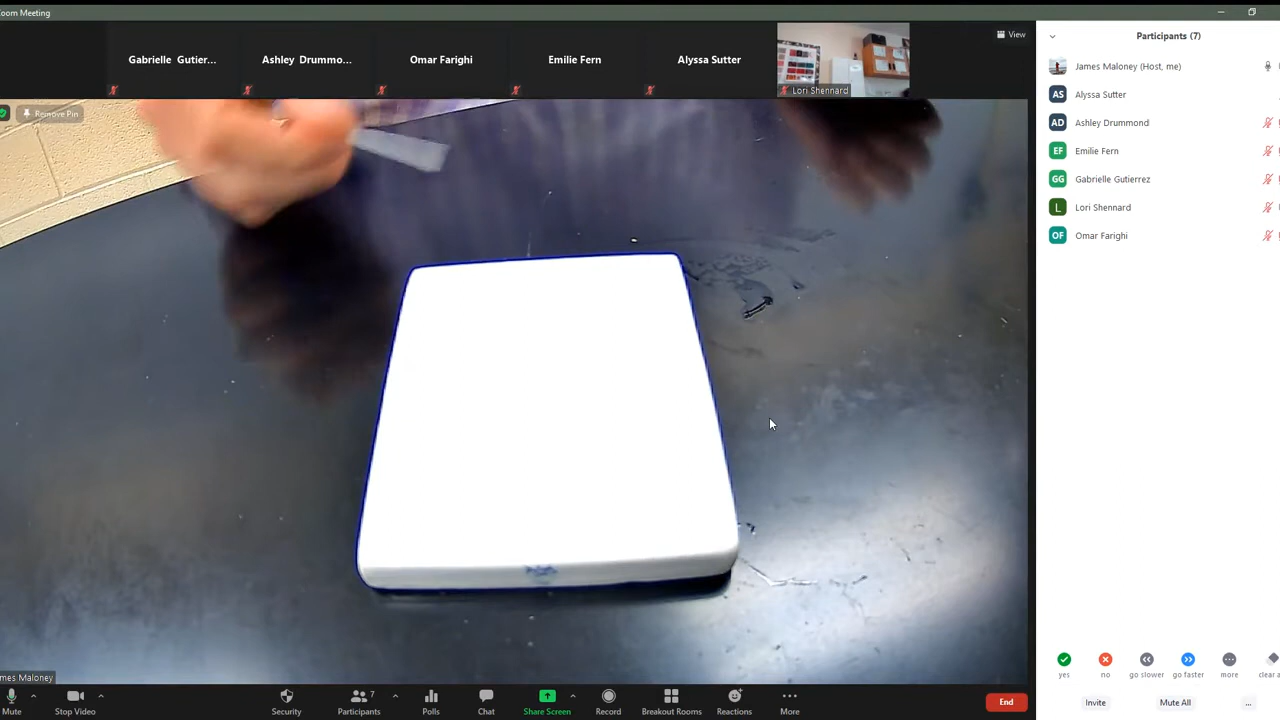 oom Meeting
View
Gabrielle Gutier...
Ashley Drummo...
Omar Farighi
Emilie Fern
Alyssa Sutter
Lori Shennard
Remove Pin
mes Maloney
Mute
Stop Video
Security
7
Participants
Polls
Chat
Share Screen
Record
Breakout Rooms
Reactions
More
End
Participants (7)
James Maloney (Host, me)
AS Alyssa Sutter
AD Ashley Drummond
EF Emilie Fern
GG Gabrielle Gutierrez
L Lori Shennard
OF Omar Farighi
yes
no
go slower
go faster
more
clear a
Invite
Mute All
...